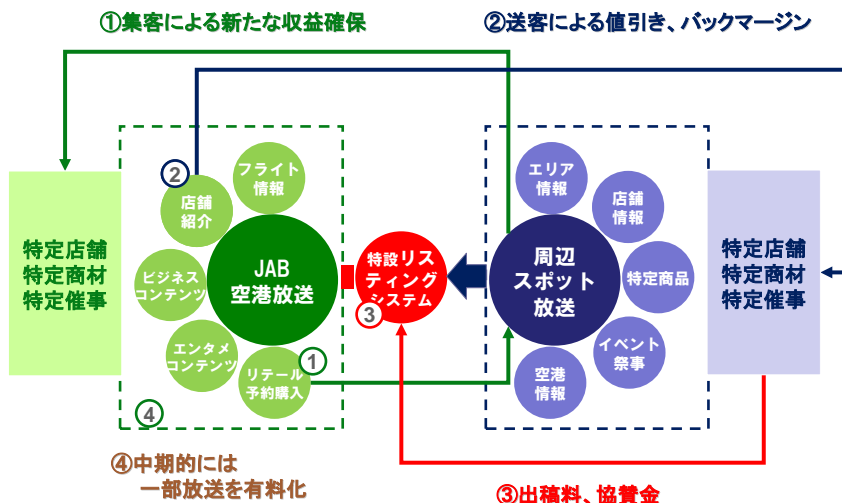 ①集客による新たな収益確保
②送客による値引き、バックマージン
特定店舗
特定商材
特定催事
②
フライト
情報
店舗
紹介
ビジネス
コンテンツ
エンタメ
コンテンツ
リテール
予約購入
①
④
JAB
空港放送
特設リス
ティング
システム
③
周辺
スポット
放送
エリア
情報
店舗
情報
特定商品
イベント
祭事
空港
情報
特定店舗
特定商材
特定催事
④中期的には
一部放送を有料化
③出稿料、協賛金